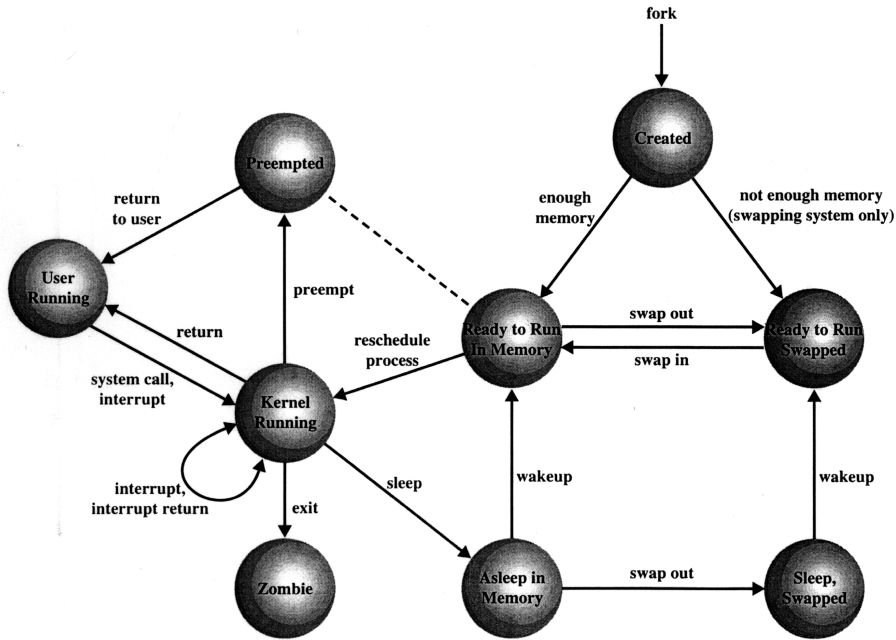 fork
Created
Preempted
enough
memory
not enough memory
(swapping system only)
return
to user
User
Running
preempt
return
reschedule
process
Ready to Run
In Memory
swap out
swap in
Ready to Run
Swapped
system call,
interrupt
Kernel
Running
interrupt,
interrupt return
sleep
exit
wakeup
wakeup
Zombie
Asleep in
Memory
swap out
Sleep,
Swapped